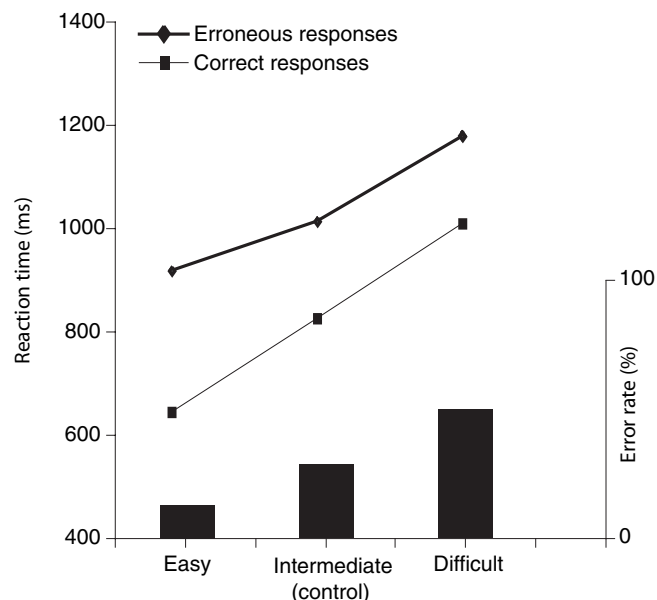 1400
Erroneous responses
Correct responses
1200
1000
800
600
400
Reaction time (ms)
100
0
Error rate (%)
Easy
Intermediate
(control)
Difficult